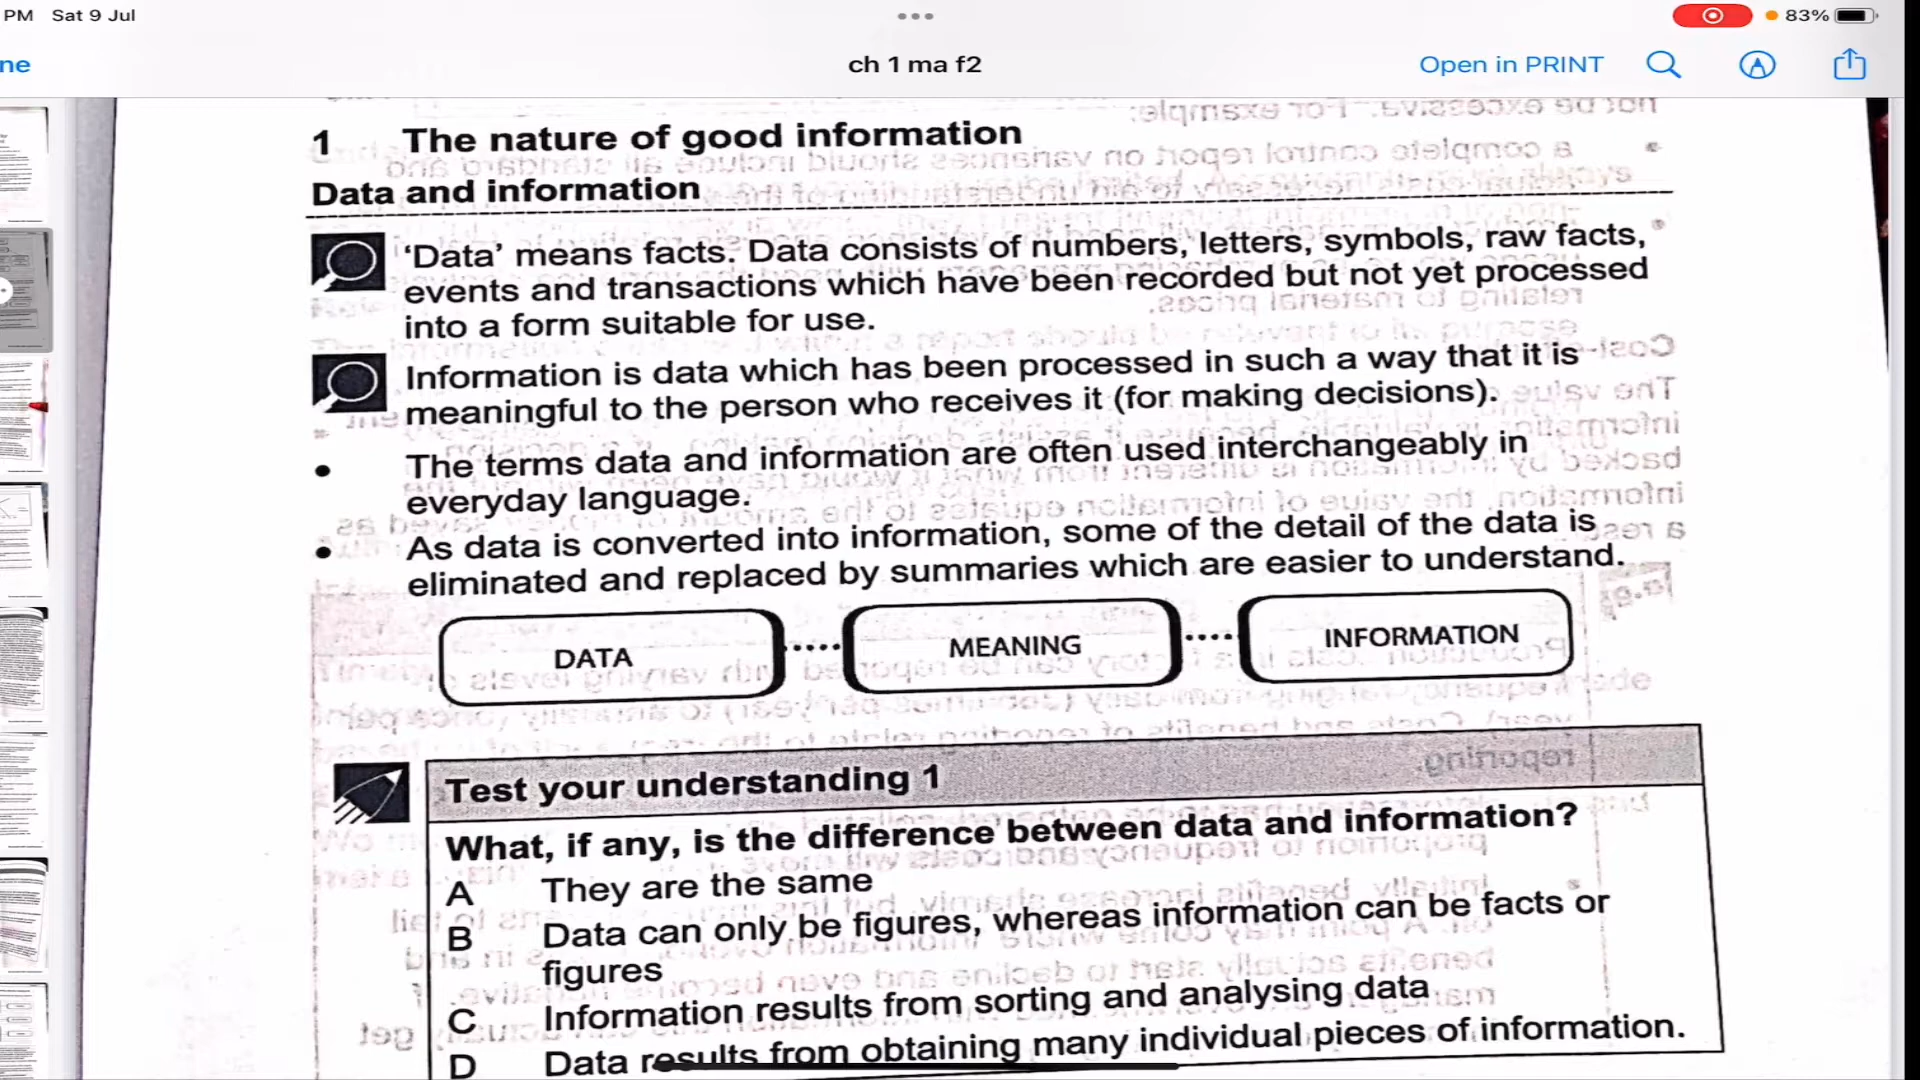 PM Sat 9 Jul
83%
ne
ch 1 ma f2
Open in PRINT
1 The nature of good information
Data and information
‘Data’ means facts. Data consists of numbers, letters, symbols, raw facts,
events and transactions which have been recorded but not yet processed
into a form suitable for use.
Information is data which has been processed in such a way that it is
meaningful to the person who receives it (for making decisions).
• The terms data and information are often used interchangeably in
everyday language.
• As data is converted into information, some of the detail of the data is
eliminated and replaced by summaries which are easier to understand.
DATA MEANING INFORMATION
Test your understanding 1
What, if any, is the difference between data and information?
A They are the same
B Data can only be figures, whereas information can be facts or
figures
C Information results from sorting and analysing data
D Data results from obtaining many individual pieces of information.